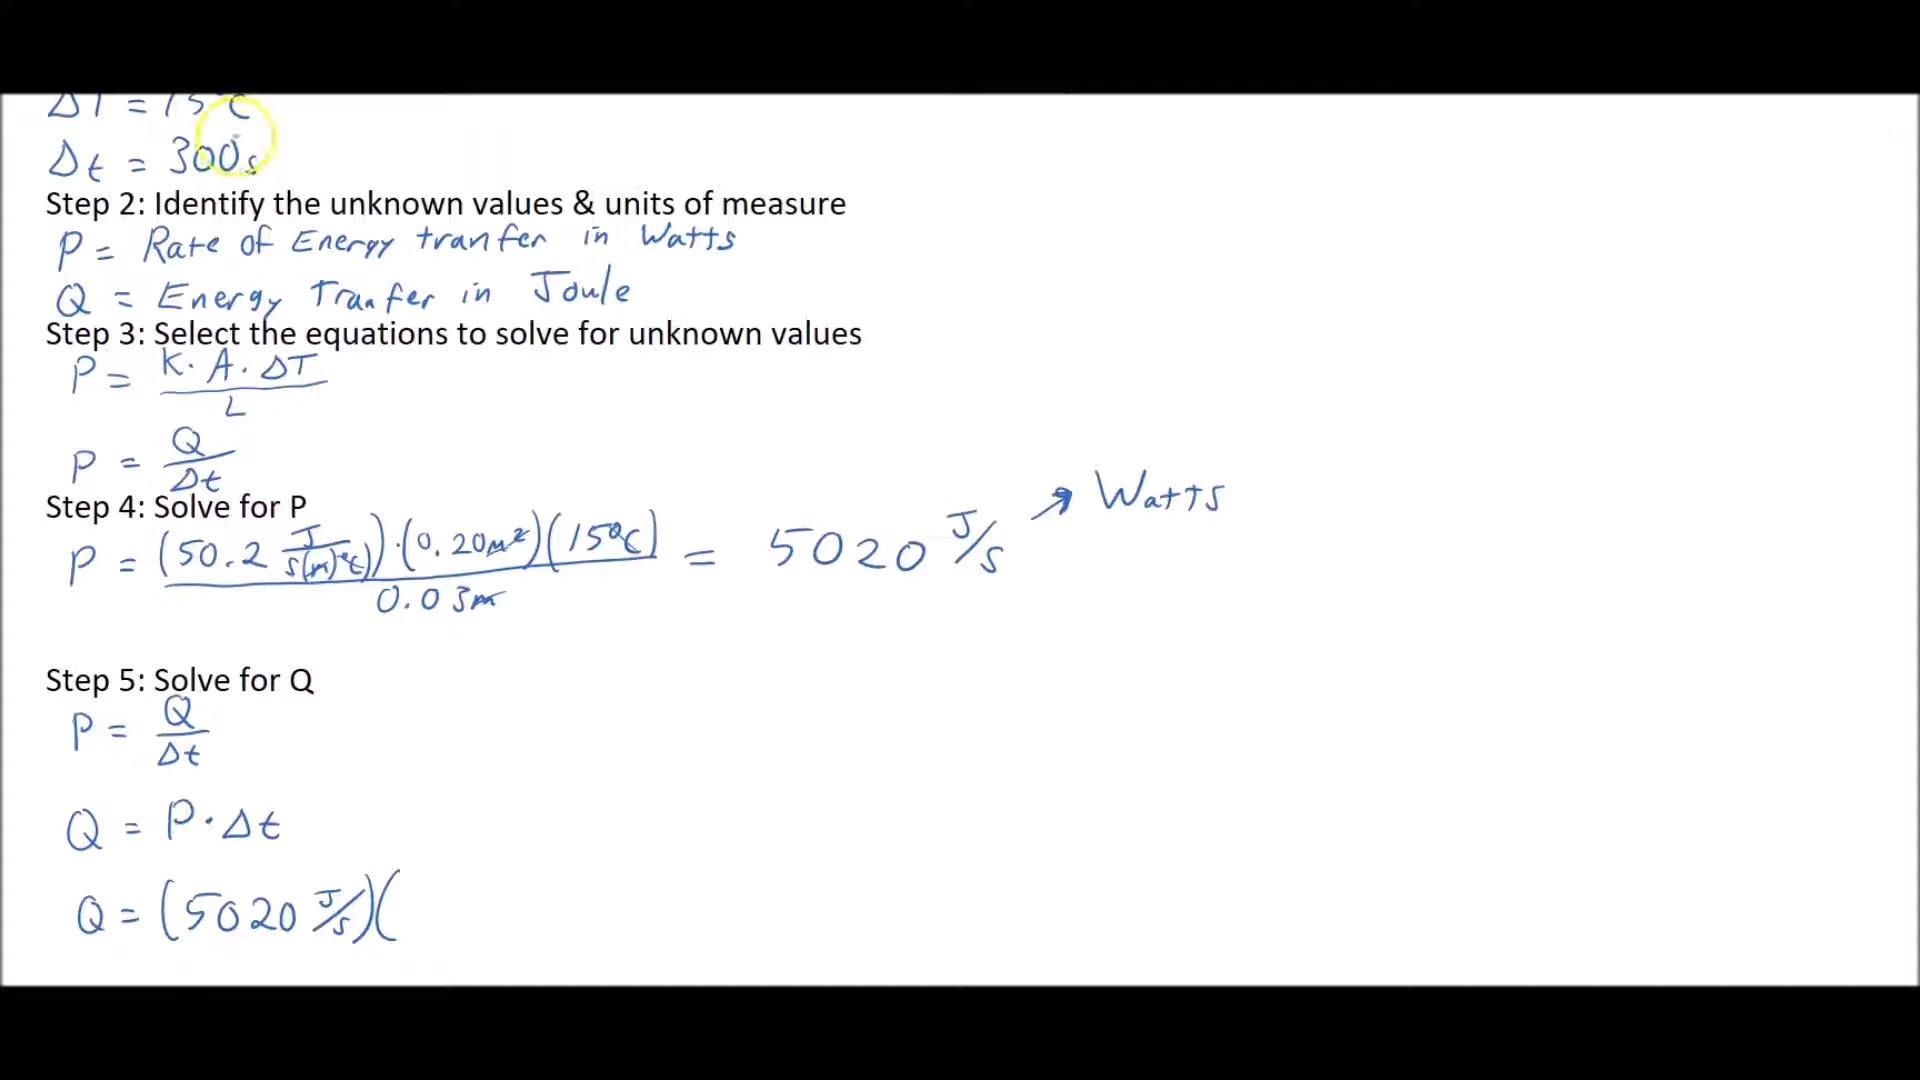 ΔT = 15°C
Δt = 300s
Step 2: Identify the unknown values & units of measure
P = Rate of Energy tranfer in Watts
Q = Energy Tranfer in Joule
Step 3: Select the equations to solve for unknown values
P = K · A · ΔT / L
P = Q / Δt
Step 4: Solve for P
P = (50.2 J / s(m)°C) · (0.20m²)(15°C) / 0.03m = 5020 J/s → Watts
Step 5: Solve for Q
P = Q / Δt
Q = P · Δt
Q = (5020 J/s)(